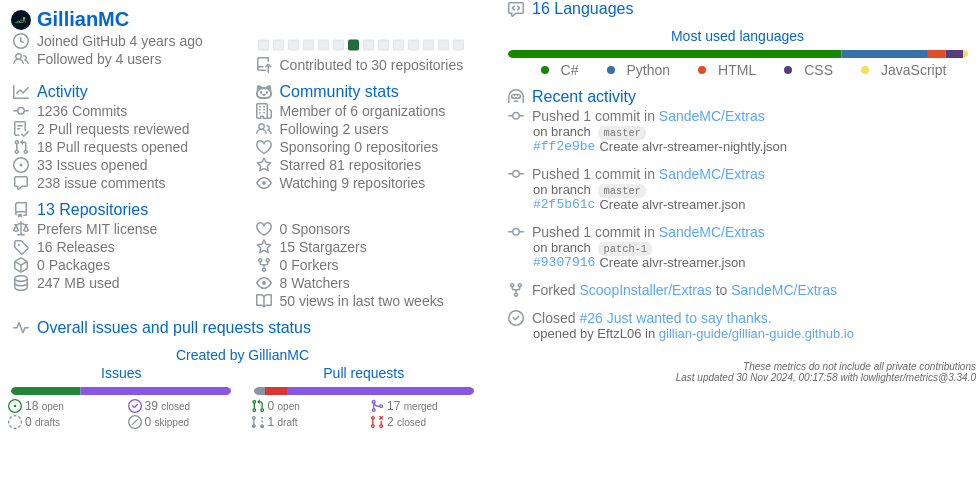 GillianMC
Joined GitHub 4 years ago
Followed by 4 users
Contributed to 30 repositories
Activity
1236 Commits
2 Pull requests reviewed
18 Pull requests opened
33 Issues opened
238 issue comments
Community stats
Member of 6 organizations
Following 2 users
Sponsoring 0 repositories
Starred 81 repositories
Watching 9 repositories
13 Repositories
Prefers MIT license
16 Releases
0 Packages
247 MB used
0 Sponsors
15 Stargazers
0 Forkers
8 Watchers
50 views in last two weeks
Overall issues and pull requests status
Created by GillianMC
Issues
18 open
39 closed
0 drafts
0 skipped
Pull requests
0 open
17 merged
1 draft
2 closed
16 Languages
Most used languages
C# Python HTML CSS JavaScript
Recent activity
Pushed 1 commit in SandeMC/Extras
on branch master
#ff2e9be Create alvr-streamer-nightly.json
Pushed 1 commit in SandeMC/Extras
on branch master
#2f5b61c Create alvr-streamer.json
Pushed 1 commit in SandeMC/Extras
on branch patch-1
#9307916 Create alvr-streamer.json
Forked ScoopInstaller/Extras to SandeMC/Extras
Closed #26 Just wanted to say thanks.
opened by EftzL06 in gillian-guide/gillian-guide.github.io
These metrics do not include all private contributions
Last updated 30 Nov 2024, 00:17:58 with lowlighter/metrics@3.34.0